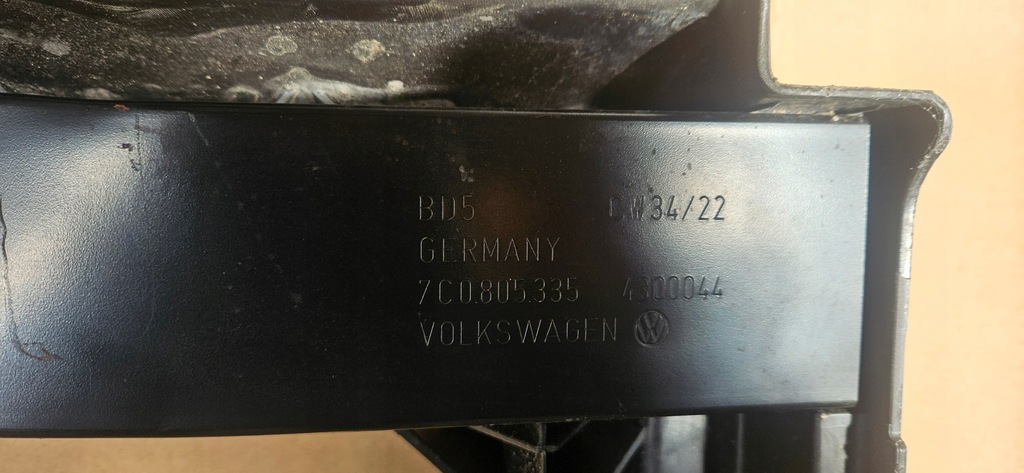 BD5 CW34/22
GERMANY
7C0.805.335 4300044
VOLKSWAGEN